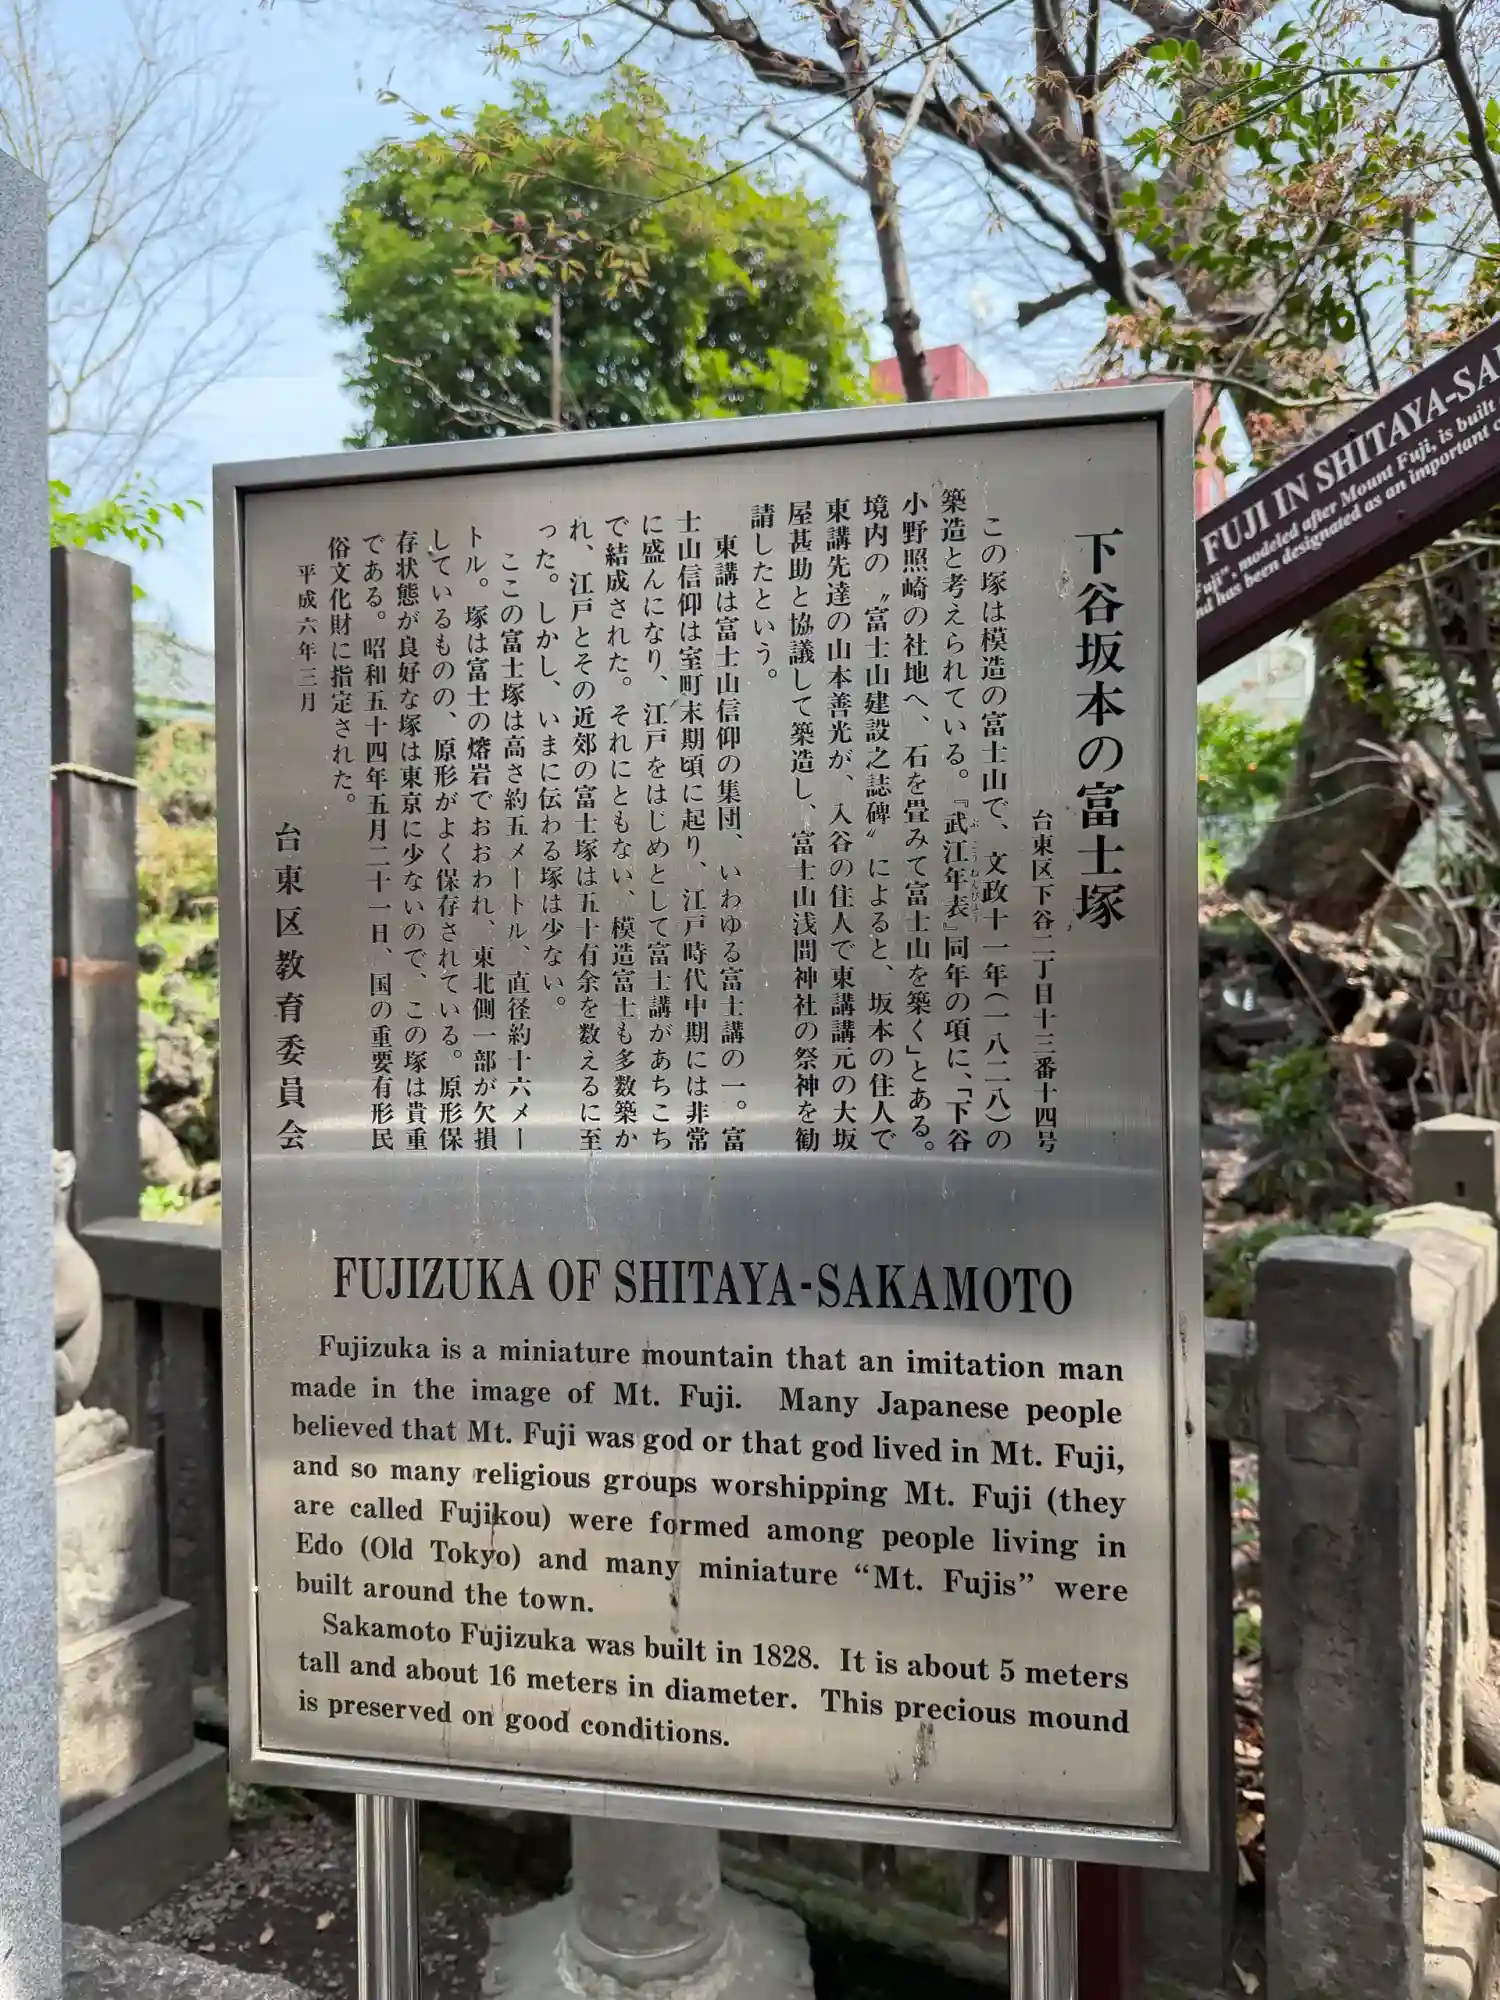 下谷坂本の富士塚
台東区下谷二丁目十三番十四号
この塚は模造の富士山で、文政十一年(一八二八)の
築造と考えられている。『武江年表』同年の項に、「下谷
ぶこうねんぴょう
小野照崎の社地へ、石を畳みて富士山を築く」とある。
境内の〝富士山建設之誌碑〟によると、坂本の住人で
東講先達の山本善光が、入谷の住人で東講講元の大坂
屋甚助と協議して築造し、富士山浅間神社の祭神を勧
請したという。
東講は富士山信仰の集団、いわゆる富士講の一。富
士山信仰は室町末期頃に起り、江戸時代中期には非常
に盛んになり、江戸をはじめとして富士講があちこち
で結成された。それにともない、模造富士も多数築か
れ、江戸とその近郊の富士塚は五十有余を数えるに至
った。しかし、いまに伝わる塚は少ない。
ここの富士塚は高さ約五メートル、直径約十六メー
トル。塚は富士の熔岩でおおわれ、東北側一部が欠損
しているものの、原形がよく保存されている。原形保
存状態が良好な塚は東京に少ないので、この塚は貴重
である。昭和五十四年五月二十一日、国の重要有形民
俗文化財に指定された。
平成六年三月
台東区教育委員会
FUJIZUKA OF SHITAYA-SAKAMOTO
Fujizuka is a miniature mountain that an imitation man
made in the image of Mt. Fuji. Many Japanese people
believed that Mt. Fuji was god or that god lived in Mt. Fuji,
and so many religious groups worshipping Mt. Fuji (they
are called Fujikou) were formed among people living in
Edo (Old Tokyo) and many miniature “Mt. Fujis” were
built around the town.
Sakamoto Fujizuka was built in 1828. It is about 5 meters
tall and about 16 meters in diameter. This precious mound
is preserved on good conditions.
FUJI IN SHITAYA-SA
Fuji", modeled after Mount Fuji, is built
nd has been designated as an important